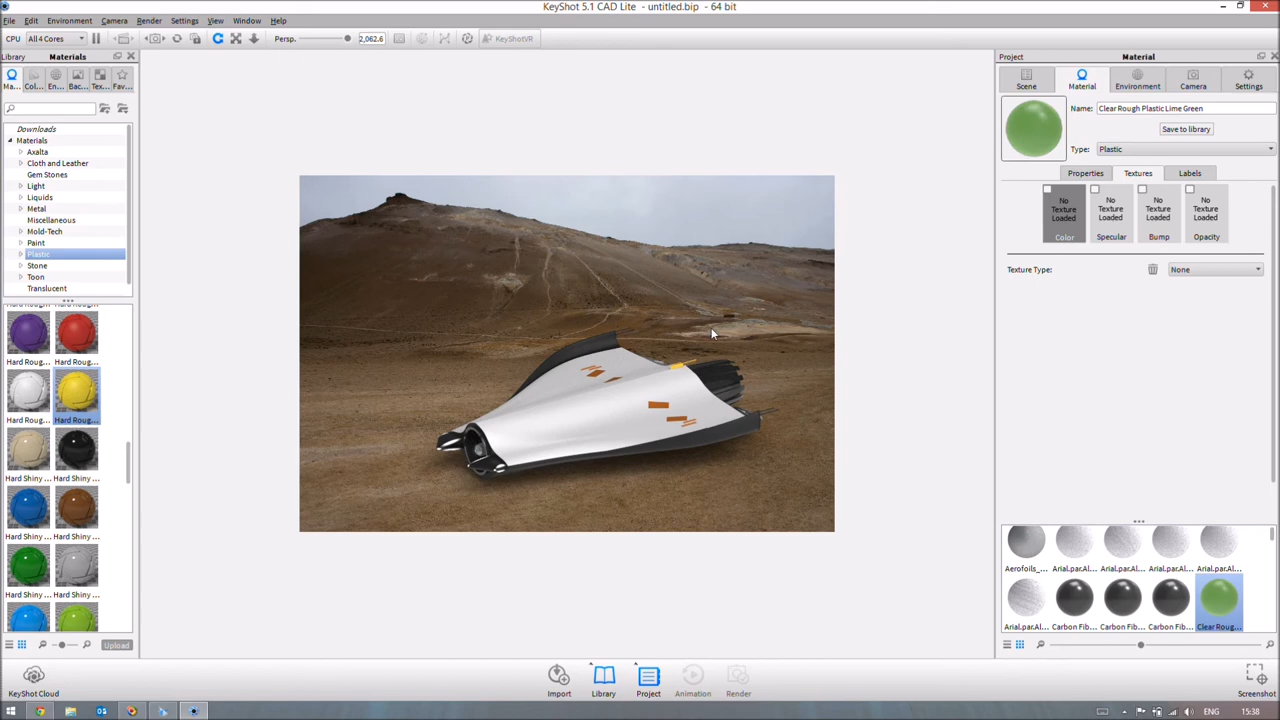 KeyShot 5.1 CAD Lite - untitled.bip - 64 bit
File Edit Environment Camera Render Settings View Window Help
CPU All 4 Cores Persp. 2,062.6 KeyShotVR
Library Materials
Ma... Col... En... Bac... Tex... Fav...
Downloads
Materials
Axalta
Cloth and Leather
Gem Stones
Light
Liquids
Metal
Miscellaneous
Mold-Tech
Paint
Plastic
Stone
Toon
Translucent
Hard Roug... Hard Roug...
Hard Roug... Hard Roug...
Hard Shiny ... Hard Shiny ...
Hard Shiny ... Hard Shiny ...
Hard Shiny ... Hard Shiny ...
Upload
KeyShot Cloud
Import Library Project Animation Render
Project Material
Scene Material Environment Camera Settings
Name: Clear Rough Plastic Lime Green
Save to library
Type: Plastic
Properties Textures Labels
No Texture Loaded Color
No Texture Loaded Specular
No Texture Loaded Bump
No Texture Loaded Opacity
Texture Type: None
Aerofoils_... Arial.par.Al... Arial.par.Al... Arial.par.Al... Arial.par.Al...
Arial.par.Al... Carbon Fib... Carbon Fib... Carbon Fib... Clear Roug...
Screenshot
ENG 15:38